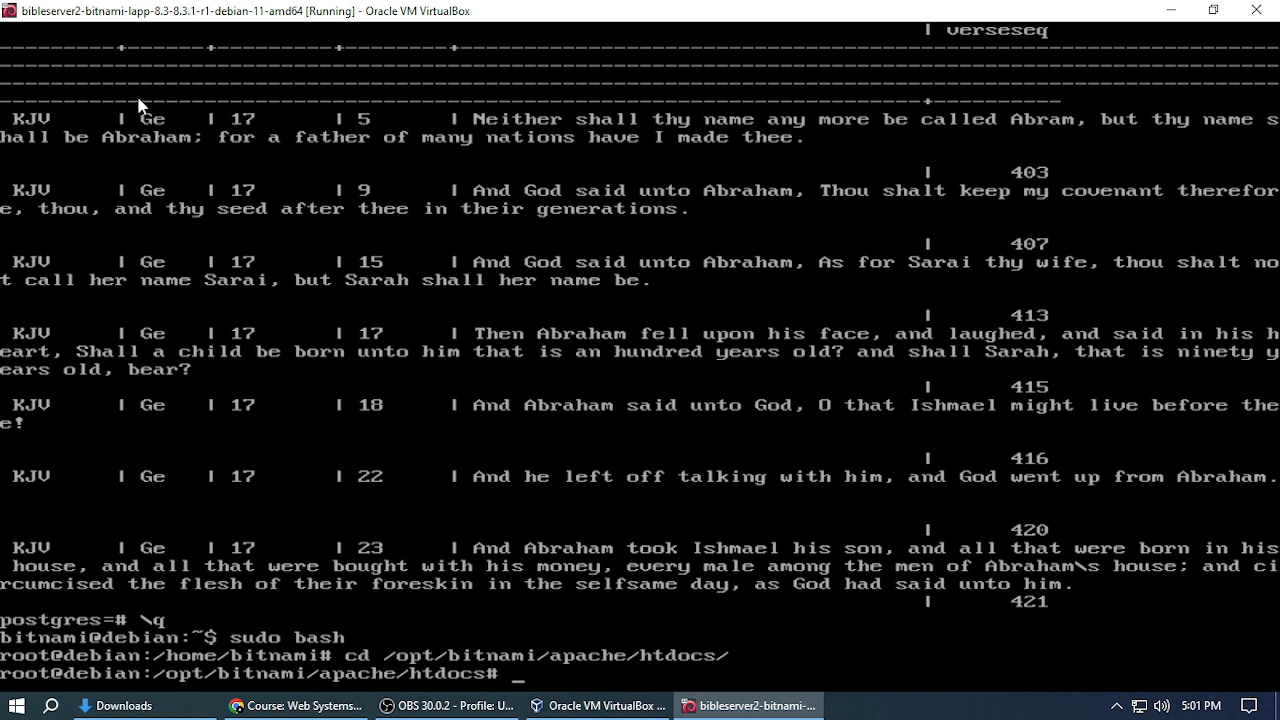 bibleserver2-bitnami-lapp-8.3-8.3.1-r1-debian-11-amd64 [Running] - Oracle VM VirtualBox
| verseseq
---------+------+---------+--------+------------------------------------
----------------------------------------------------------------
----------------------------------------------------------------
------------------------------------------------------------------------+----------
KJV | Ge | 17 | 5 | Neither shall thy name any more be called Abram, but thy name s
hall be Abraham; for a father of many nations have I made thee.
| 403
KJV | Ge | 17 | 9 | And God said unto Abraham, Thou shalt keep my covenant therefor
e, thou, and thy seed after thee in their generations.
| 407
KJV | Ge | 17 | 15 | And God said unto Abraham, As for Sarai thy wife, thou shalt no
t call her name Sarai, but Sarah shall her name be.
| 413
KJV | Ge | 17 | 17 | Then Abraham fell upon his face, and laughed, and said in his h
eart, Shall a child be born unto him that is an hundred years old? and shall Sarah, that is ninety y
ears old, bear?
| 415
KJV | Ge | 17 | 18 | And Abraham said unto God, O that Ishmael might live before the
e!
| 416
KJV | Ge | 17 | 22 | And he left off talking with him, and God went up from Abraham.
| 420
KJV | Ge | 17 | 23 | And Abraham took Ishmael his son, and all that were born in his
house, and all that were bought with his money, every male among the men of Abraham\s house; and ci
rcumcised the flesh of their foreskin in the selfsame day, as God had said unto him.
| 421
postgres=# \q
bitnami@debian:~$ sudo bash
root@debian:/home/bitnami# cd /opt/bitnami/apache/htdocs/
root@debian:/opt/bitnami/apache/htdocs# _
Downloads
Course: Web Systems...
OBS 30.0.2 - Profile: U...
Oracle VM VirtualBox ...
bibleserver2-bitnami-...
5:01 PM